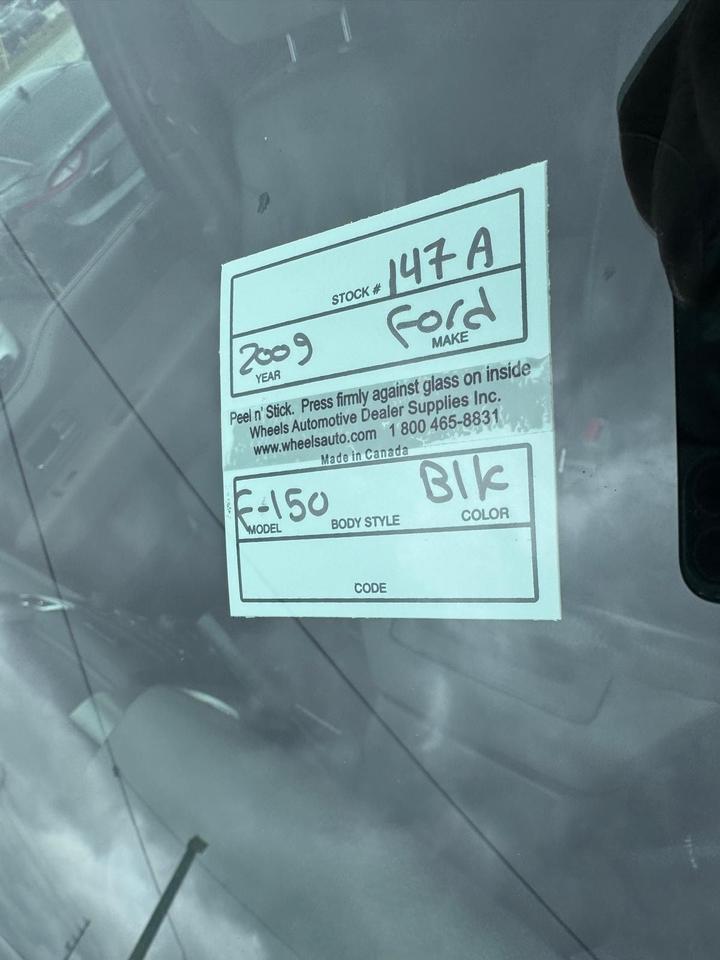 STOCK # 147 A
2009 Ford
YEAR MAKE
Peel n' Stick. Press firmly against glass on inside
Wheels Automotive Dealer Supplies Inc.
www.wheelsauto.com 1 800 465-8831
Made in Canada
F-150 Blk
MODEL BODY STYLE COLOR
CODE